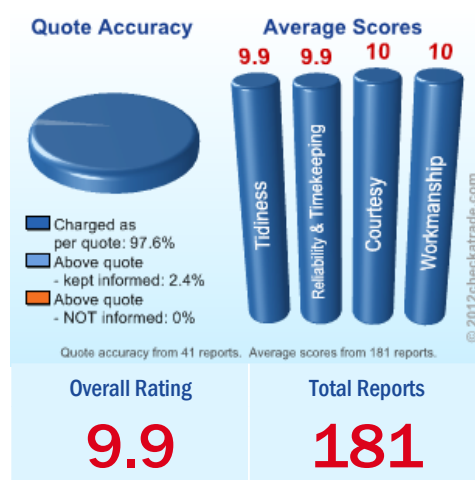 Quote Accuracy
Average Scores
9.9
9.9
10
10
Tidiness
Reliability & Timekeeping
Courtesy
Workmanship
Charged as
per quote: 97.6%
Above quote
- kept informed: 2.4%
Above quote
- NOT informed: 0%
© 2012checkatrade.com
Quote accuracy from 41 reports. Average scores from 181 reports.
Overall Rating
Total Reports
9.9
181